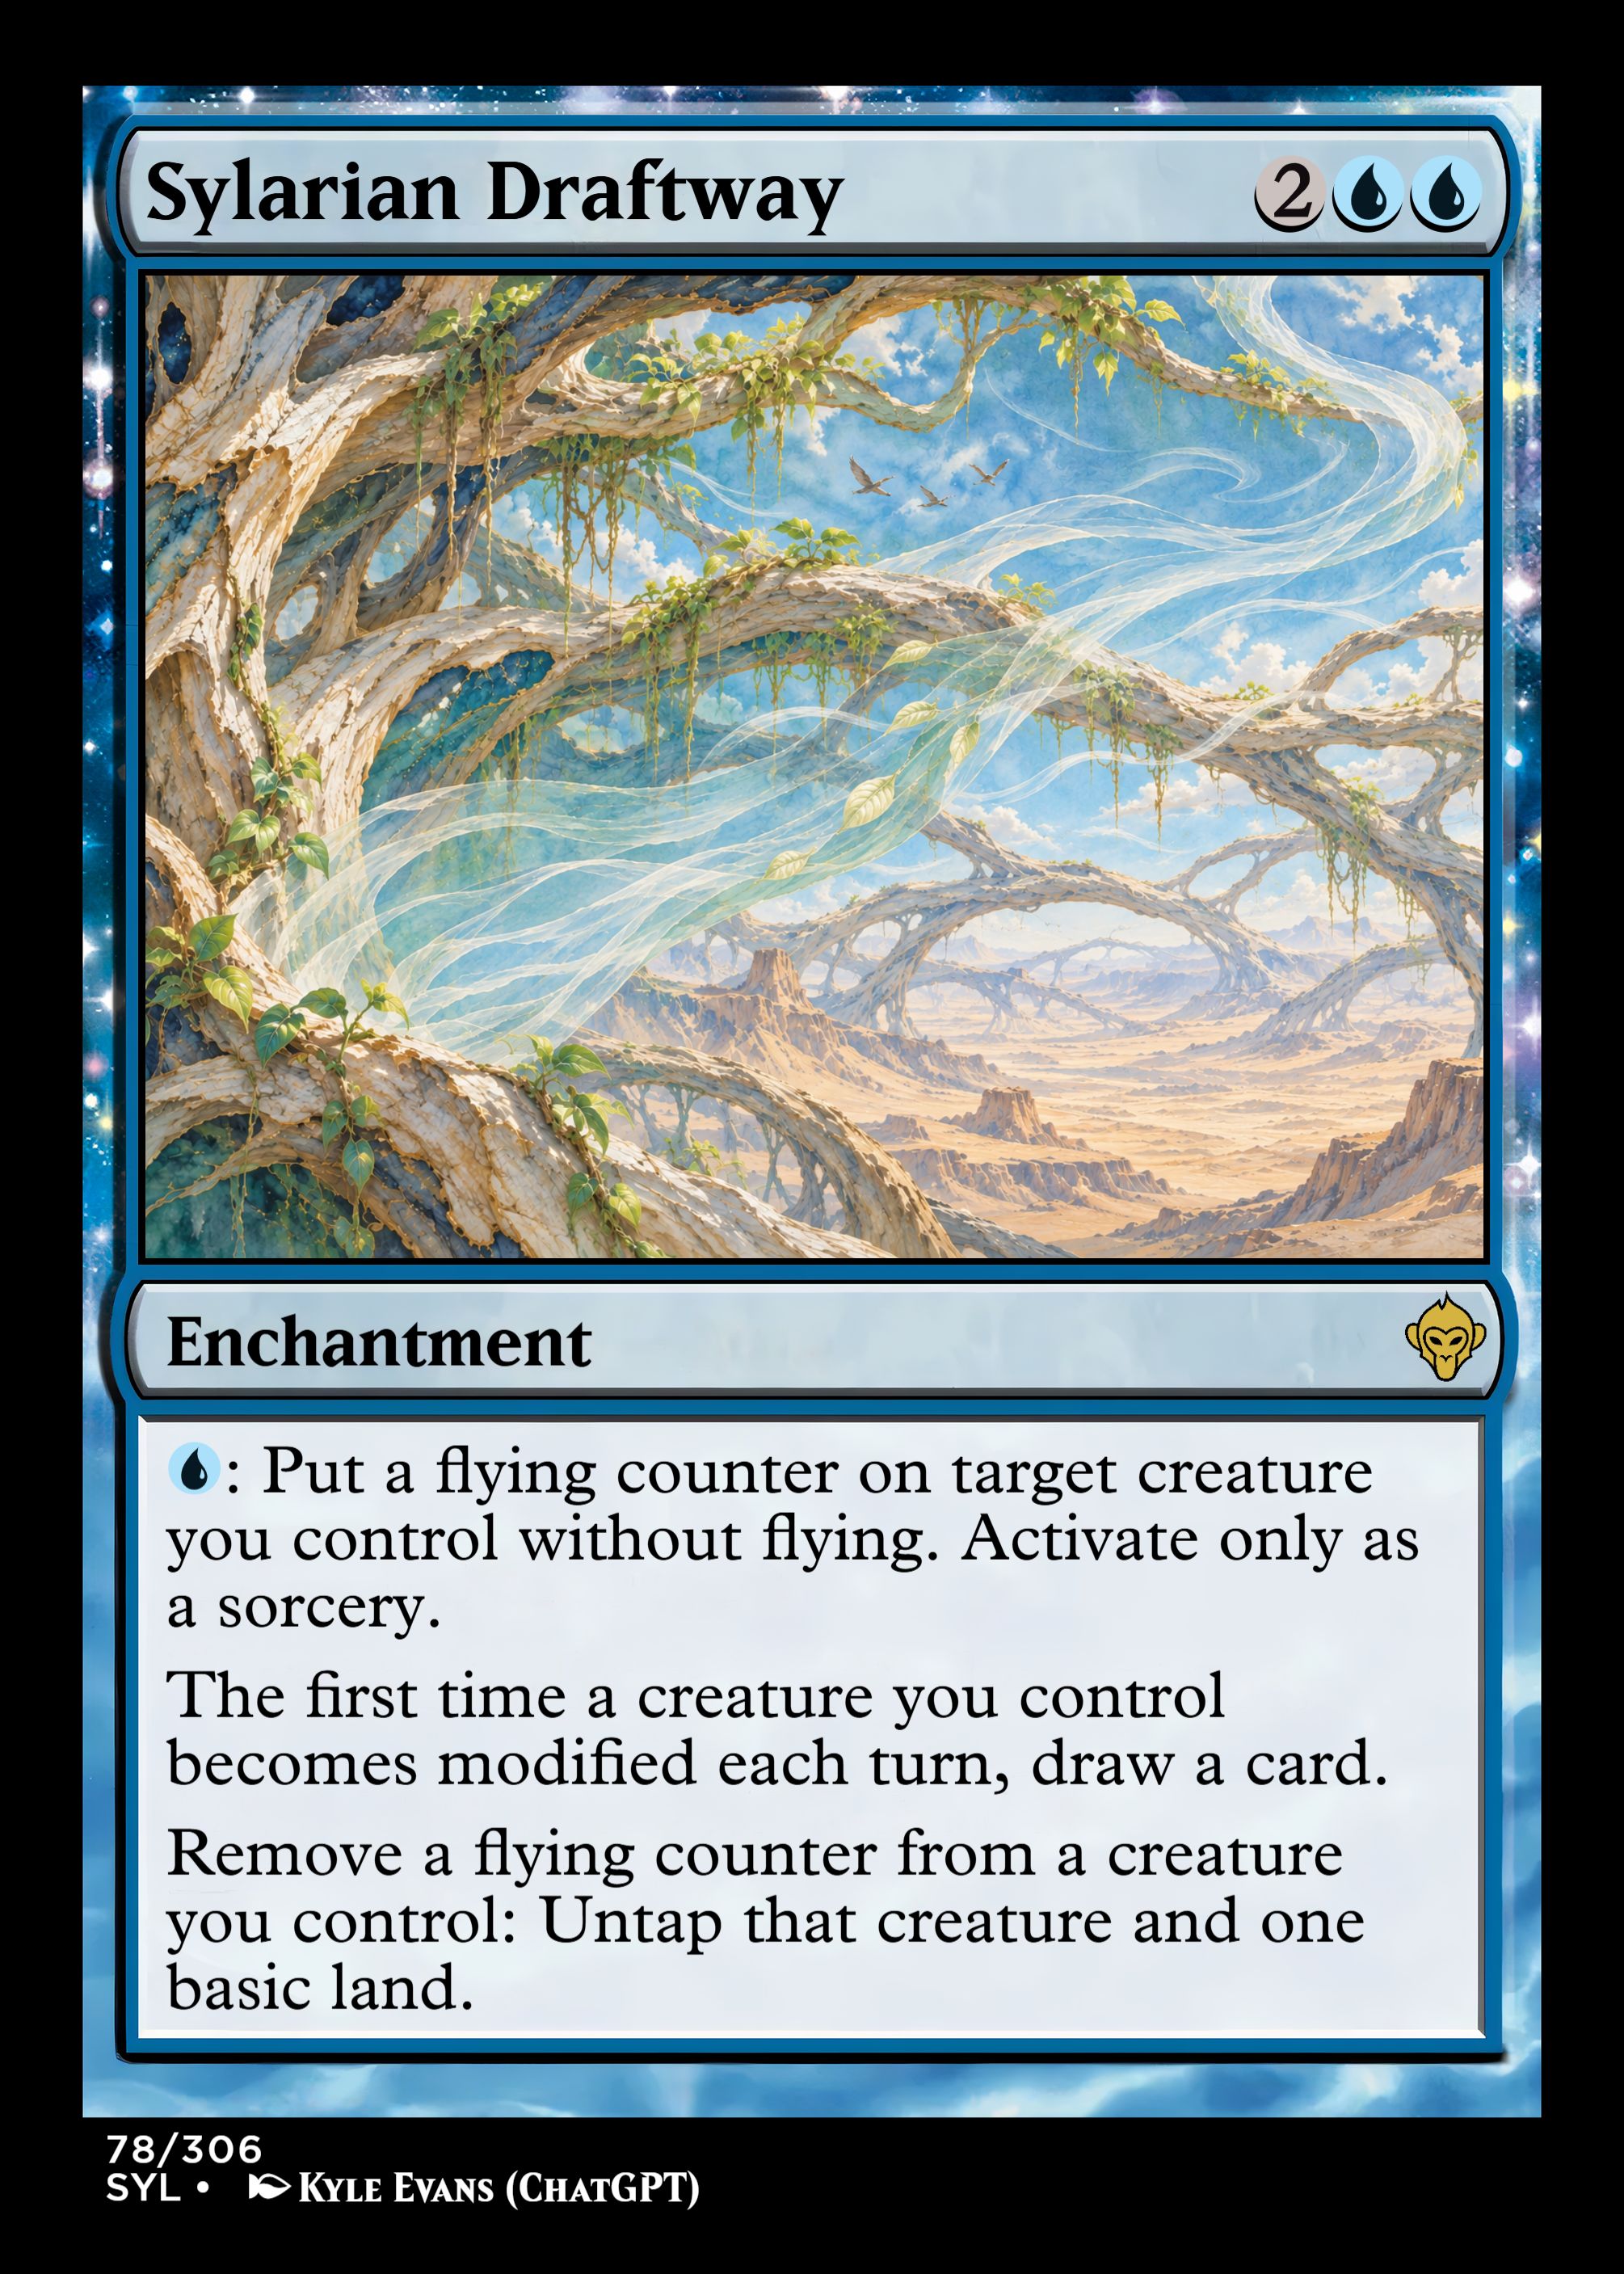 Sylarian Draftway 2
Enchantment
: Put a flying counter on target creature
you control without flying. Activate only as
a sorcery.
The first time a creature you control
becomes modified each turn, draw a card.
Remove a flying counter from a creature
you control: Untap that creature and one
basic land.
78/306
SYL • Kyle Evans (ChatGPT)